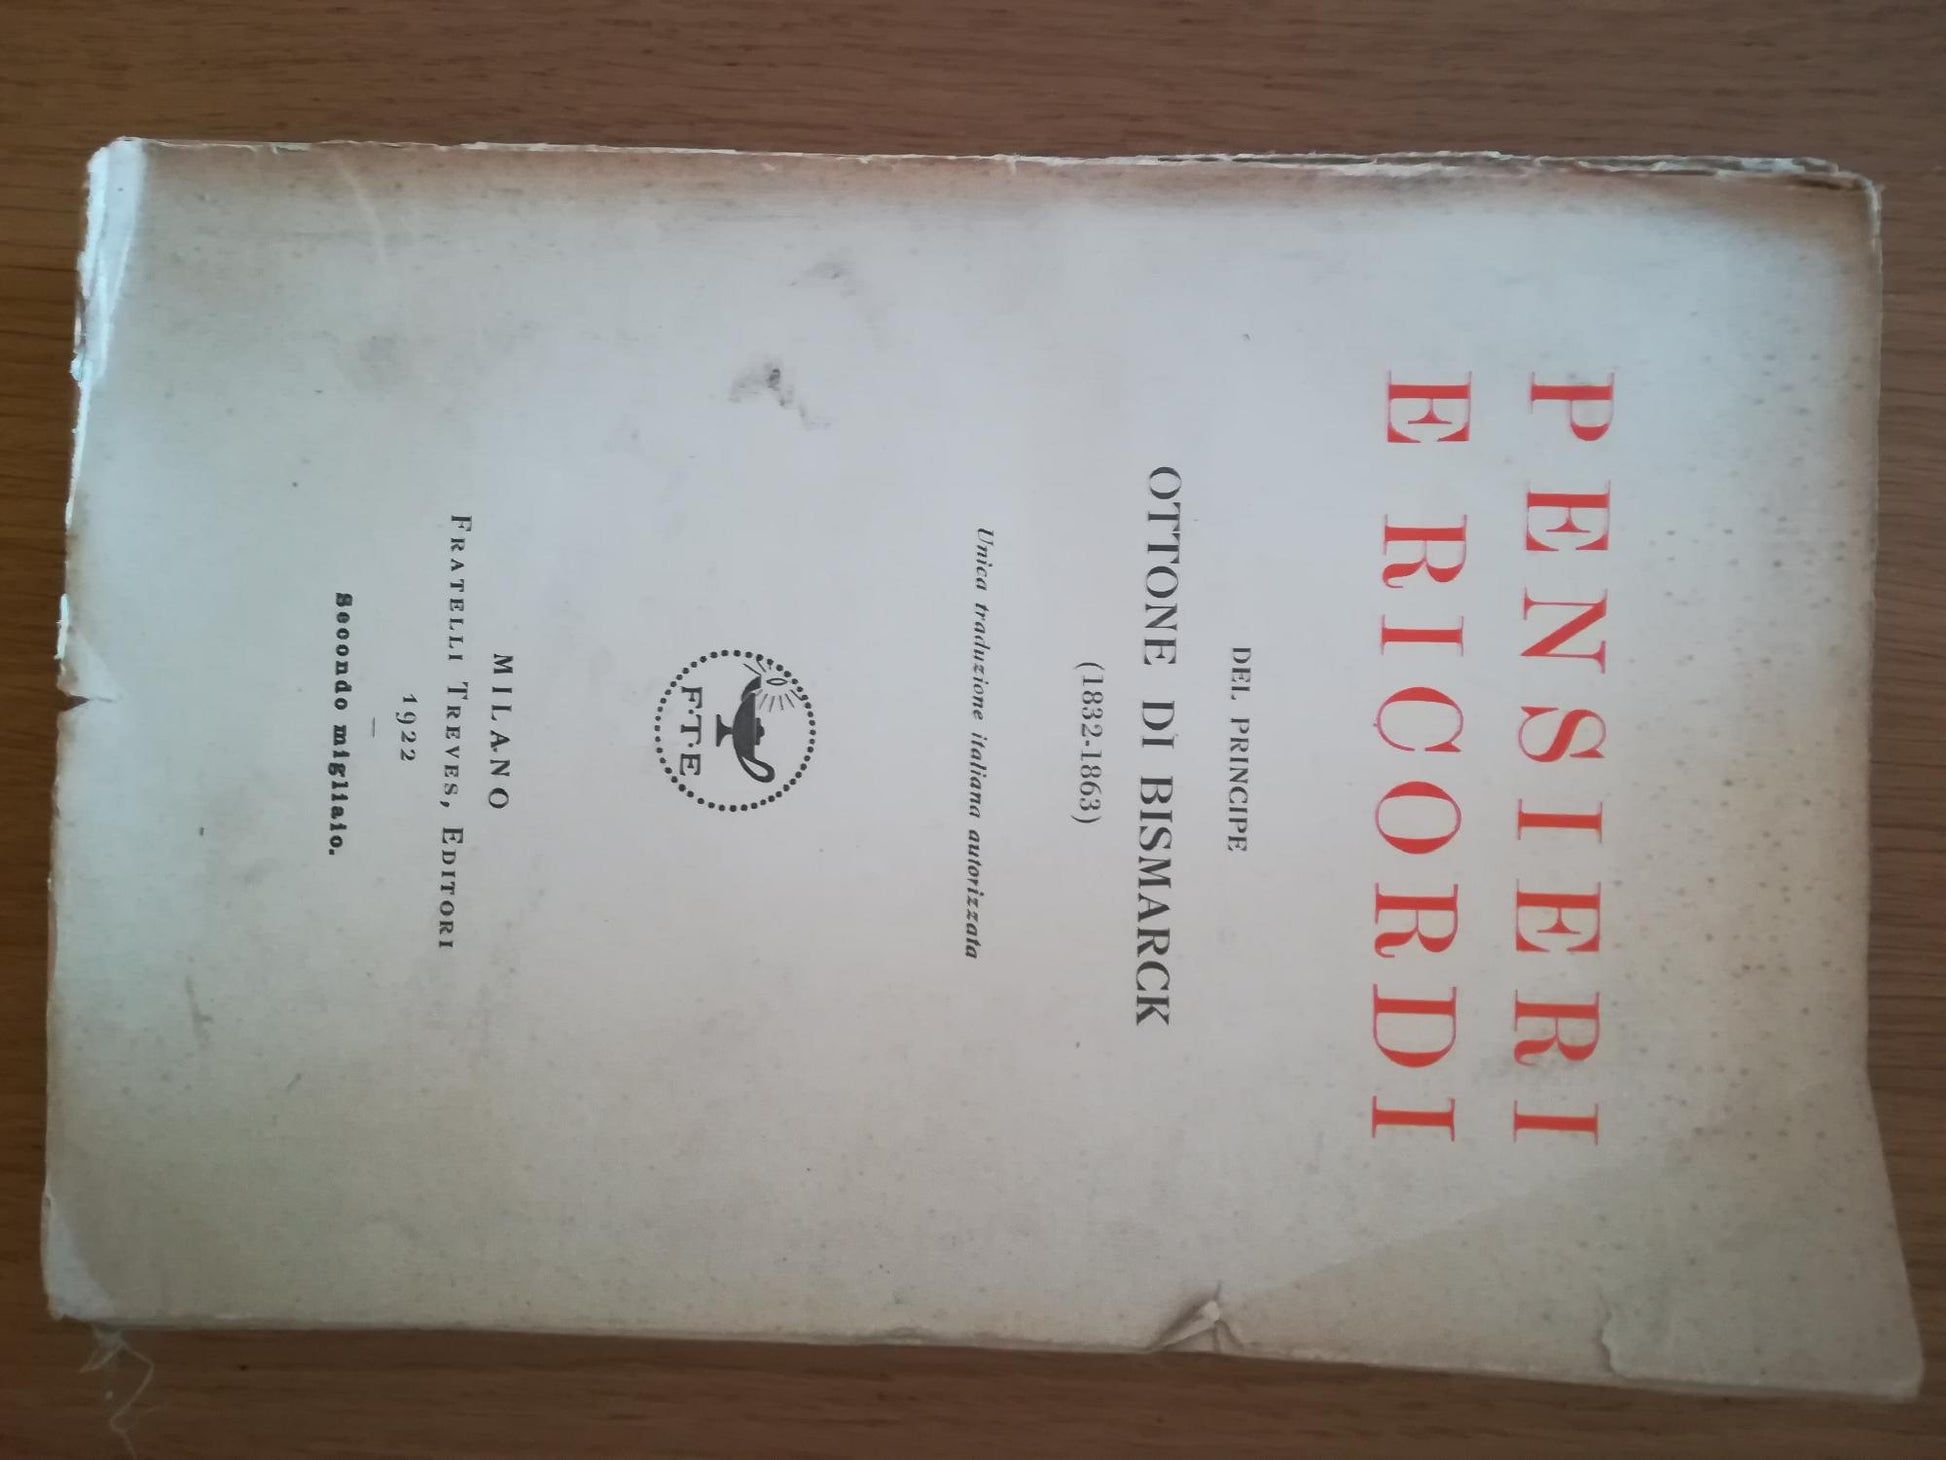 PENSIERI
E RICORDI
DEL PRINCIPE
OTTONE DI BISMARCK
(1832-1863)
Unica traduzione italiana autorizzata
F·T·E
MILANO
FRATELLI TREVES, EDITORI
1922
Secondo migliaio.